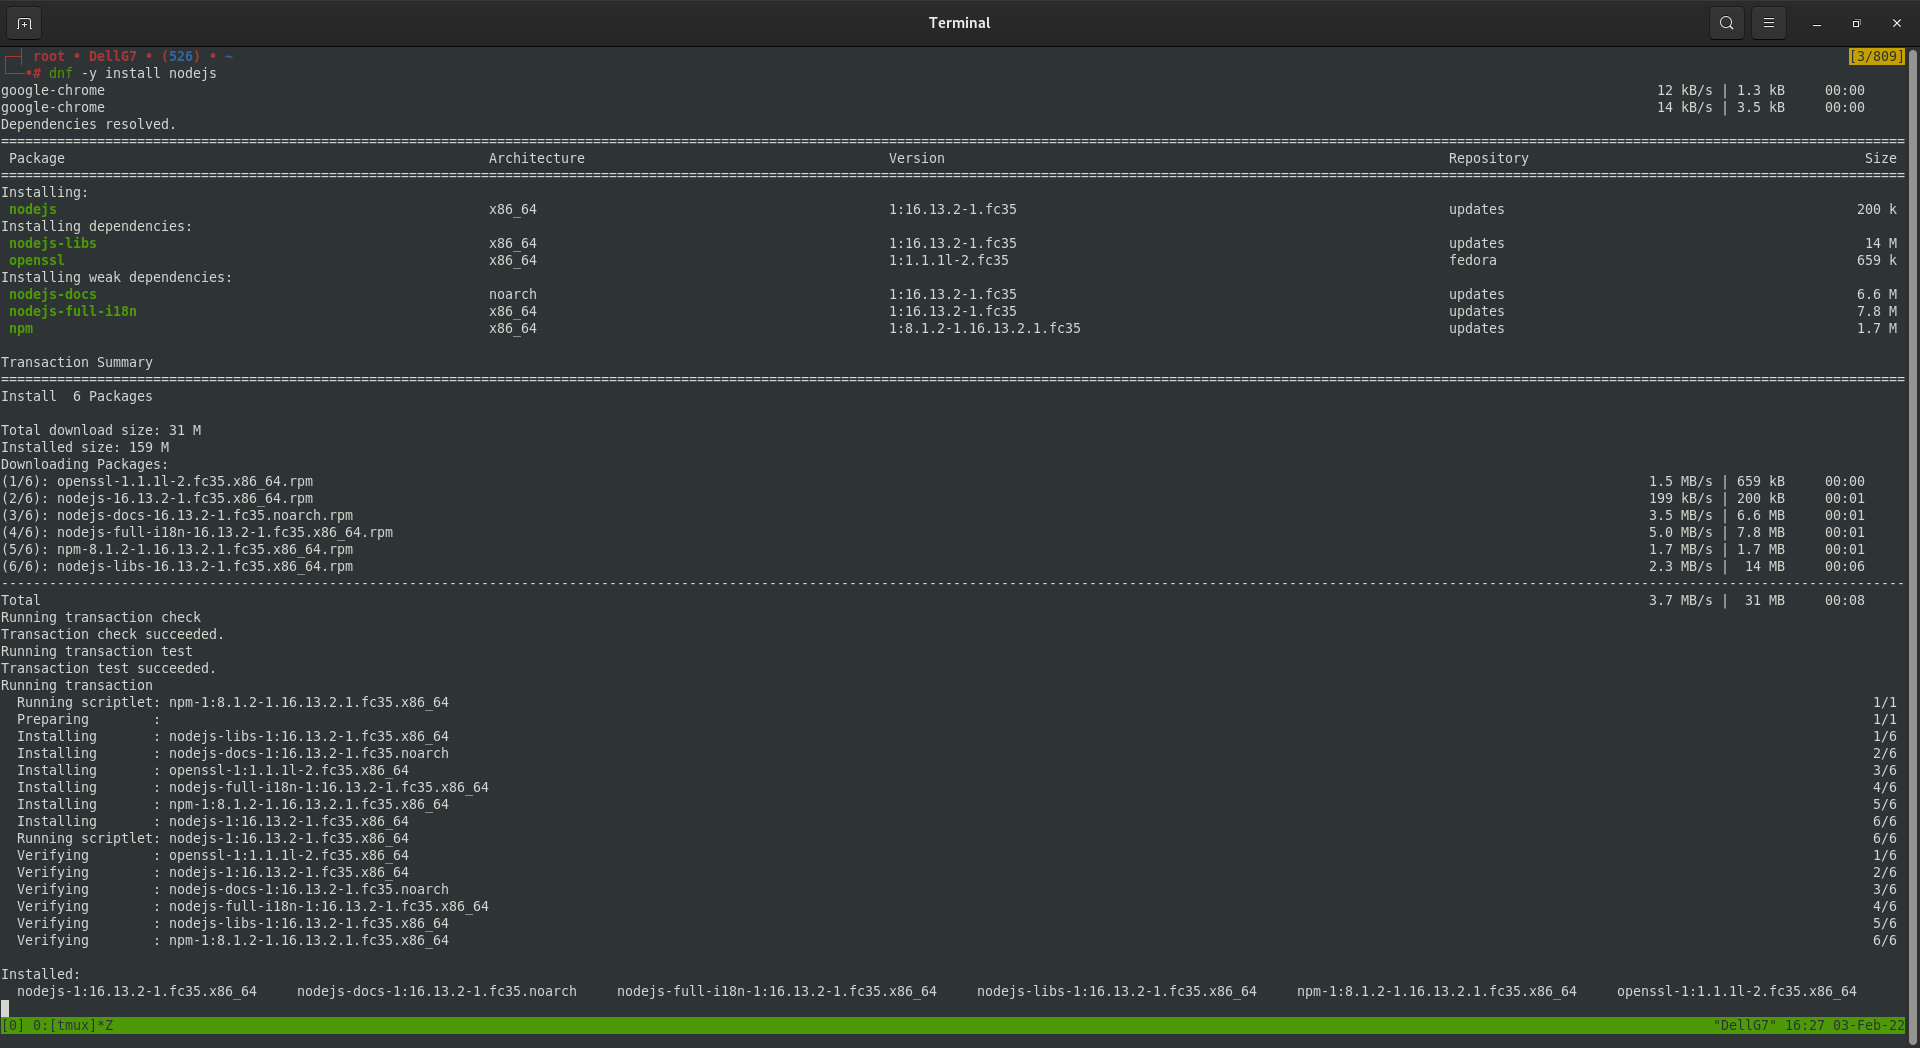 Terminal
root • DellG7 • (526) • ~ [3/809]
•# dnf -y install nodejs
google-chrome 12 kB/s | 1.3 kB 00:00
google-chrome 14 kB/s | 3.5 kB 00:00
Dependencies resolved.
Package Architecture Version Repository Size
Installing:
nodejs x86_64 1:16.13.2-1.fc35 updates 200 k
Installing dependencies:
nodejs-libs x86_64 1:16.13.2-1.fc35 updates 14 M
openssl x86_64 1:1.1.1l-2.fc35 fedora 659 k
Installing weak dependencies:
nodejs-docs noarch 1:16.13.2-1.fc35 updates 6.6 M
nodejs-full-i18n x86_64 1:16.13.2-1.fc35 updates 7.8 M
npm x86_64 1:8.1.2-1.16.13.2.1.fc35 updates 1.7 M
Transaction Summary
Install  6 Packages
Total download size: 31 M
Installed size: 159 M
Downloading Packages:
(1/6): openssl-1.1.1l-2.fc35.x86_64.rpm 1.5 MB/s | 659 kB 00:00
(2/6): nodejs-16.13.2-1.fc35.x86_64.rpm 199 kB/s | 200 kB 00:01
(3/6): nodejs-docs-16.13.2-1.fc35.noarch.rpm 3.5 MB/s | 6.6 MB 00:01
(4/6): nodejs-full-i18n-16.13.2-1.fc35.x86_64.rpm 5.0 MB/s | 7.8 MB 00:01
(5/6): npm-8.1.2-1.16.13.2.1.fc35.x86_64.rpm 1.7 MB/s | 1.7 MB 00:01
(6/6): nodejs-libs-16.13.2-1.fc35.x86_64.rpm 2.3 MB/s | 14 MB 00:06
Total 3.7 MB/s | 31 MB 00:08
Running transaction check
Transaction check succeeded.
Running transaction test
Transaction test succeeded.
Running transaction
Running scriptlet: npm-1:8.1.2-1.16.13.2.1.fc35.x86_64 1/1
Preparing : 1/1
Installing : nodejs-libs-1:16.13.2-1.fc35.x86_64 1/6
Installing : nodejs-docs-1:16.13.2-1.fc35.noarch 2/6
Installing : openssl-1:1.1.1l-2.fc35.x86_64 3/6
Installing : nodejs-full-i18n-1:16.13.2-1.fc35.x86_64 4/6
Installing : npm-1:8.1.2-1.16.13.2.1.fc35.x86_64 5/6
Installing : nodejs-1:16.13.2-1.fc35.x86_64 6/6
Running scriptlet: nodejs-1:16.13.2-1.fc35.x86_64 6/6
Verifying : openssl-1:1.1.1l-2.fc35.x86_64 1/6
Verifying : nodejs-1:16.13.2-1.fc35.x86_64 2/6
Verifying : nodejs-docs-1:16.13.2-1.fc35.noarch 3/6
Verifying : nodejs-full-i18n-1:16.13.2-1.fc35.x86_64 4/6
Verifying : nodejs-libs-1:16.13.2-1.fc35.x86_64 5/6
Verifying : npm-1:8.1.2-1.16.13.2.1.fc35.x86_64 6/6
Installed:
nodejs-1:16.13.2-1.fc35.x86_64 nodejs-docs-1:16.13.2-1.fc35.noarch nodejs-full-i18n-1:16.13.2-1.fc35.x86_64 nodejs-libs-1:16.13.2-1.fc35.x86_64 npm-1:8.1.2-1.16.13.2.1.fc35.x86_64 openssl-1:1.1.1l-2.fc35.x86_64
[0] 0:[tmux]*Z "DellG7" 16:27 03-Feb-22